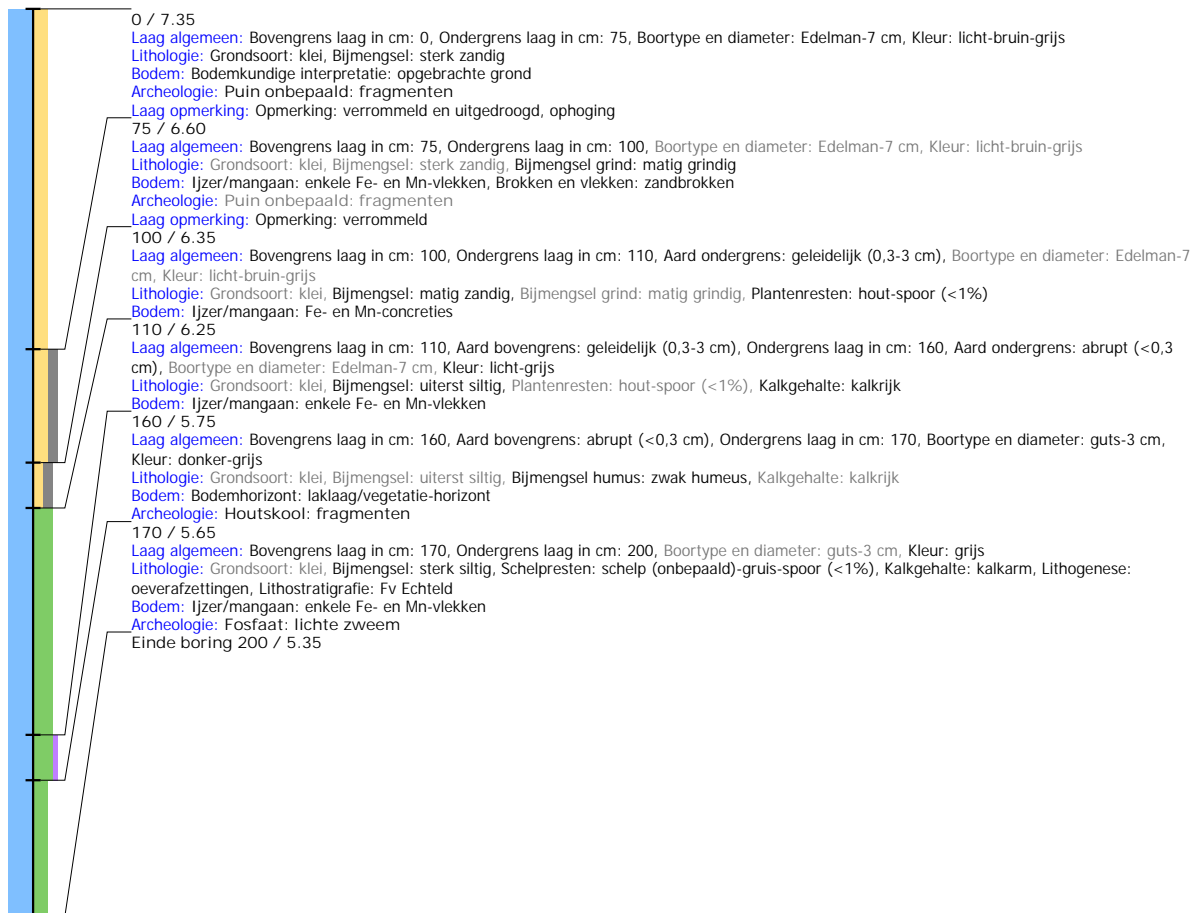 0 / 7.35
Laag algemeen: Bovengrens laag in cm: 0, Ondergrens laag in cm: 75, Boortype en diameter: Edelman-7 cm, Kleur: licht-bruin-grijs
Lithologie: Grondsoort: klei, Bijmengsel: sterk zandig
Bodem: Bodemkundige interpretatie: opgebrachte grond
Archeologie: Puin onbepaald: fragmenten
Laag opmerking: Opmerking: verrommeld en uitgedroogd, ophoging
75 / 6.60
Laag algemeen: Bovengrens laag in cm: 75, Ondergrens laag in cm: 100, Boortype en diameter: Edelman-7 cm, Kleur: licht-bruin-grijs
Lithologie: Grondsoort: klei, Bijmengsel: sterk zandig, Bijmengsel grind: matig grindig
Bodem: Ijzer/mangaan: enkele Fe- en Mn-vlekken, Brokken en vlekken: zandbrokken
Archeologie: Puin onbepaald: fragmenten
Laag opmerking: Opmerking: verrommeld
100 / 6.35
Laag algemeen: Bovengrens laag in cm: 100, Ondergrens laag in cm: 110, Aard ondergrens: geleidelijk (0,3-3 cm), Boortype en diameter: Edelman-7
cm, Kleur: licht-bruin-grijs
Lithologie: Grondsoort: klei, Bijmengsel: matig zandig, Bijmengsel grind: matig grindig, Plantenresten: hout-spoor (<1%)
Bodem: Ijzer/mangaan: Fe- en Mn-concreties
110 / 6.25
Laag algemeen: Bovengrens laag in cm: 110, Aard bovengrens: geleidelijk (0,3-3 cm), Ondergrens laag in cm: 160, Aard ondergrens: abrupt (<0,3
cm), Boortype en diameter: Edelman-7 cm, Kleur: licht-grijs
Lithologie: Grondsoort: klei, Bijmengsel: uiterst siltig, Plantenresten: hout-spoor (<1%), Kalkgehalte: kalkrijk
Bodem: Ijzer/mangaan: enkele Fe- en Mn-vlekken
160 / 5.75
Laag algemeen: Bovengrens laag in cm: 160, Aard bovengrens: abrupt (<0,3 cm), Ondergrens laag in cm: 170, Boortype en diameter: guts-3 cm,
Kleur: donker-grijs
Lithologie: Grondsoort: klei, Bijmengsel: uiterst siltig, Bijmengsel humus: zwak humeus, Kalkgehalte: kalkrijk
Bodem: Bodemhorizont: laklaag/vegetatie-horizont
Archeologie: Houtskool: fragmenten
170 / 5.65
Laag algemeen: Bovengrens laag in cm: 170, Ondergrens laag in cm: 200, Boortype en diameter: guts-3 cm, Kleur: grijs
Lithologie: Grondsoort: klei, Bijmengsel: sterk siltig, Schelpresten: schelp (onbepaald)-gruis-spoor (<1%), Kalkgehalte: kalkarm, Lithogenese:
oeverafzettingen, Lithostratigrafie: Fv Echteld
Bodem: Ijzer/mangaan: enkele Fe- en Mn-vlekken
Archeologie: Fosfaat: lichte zweem
Einde boring 200 / 5.35